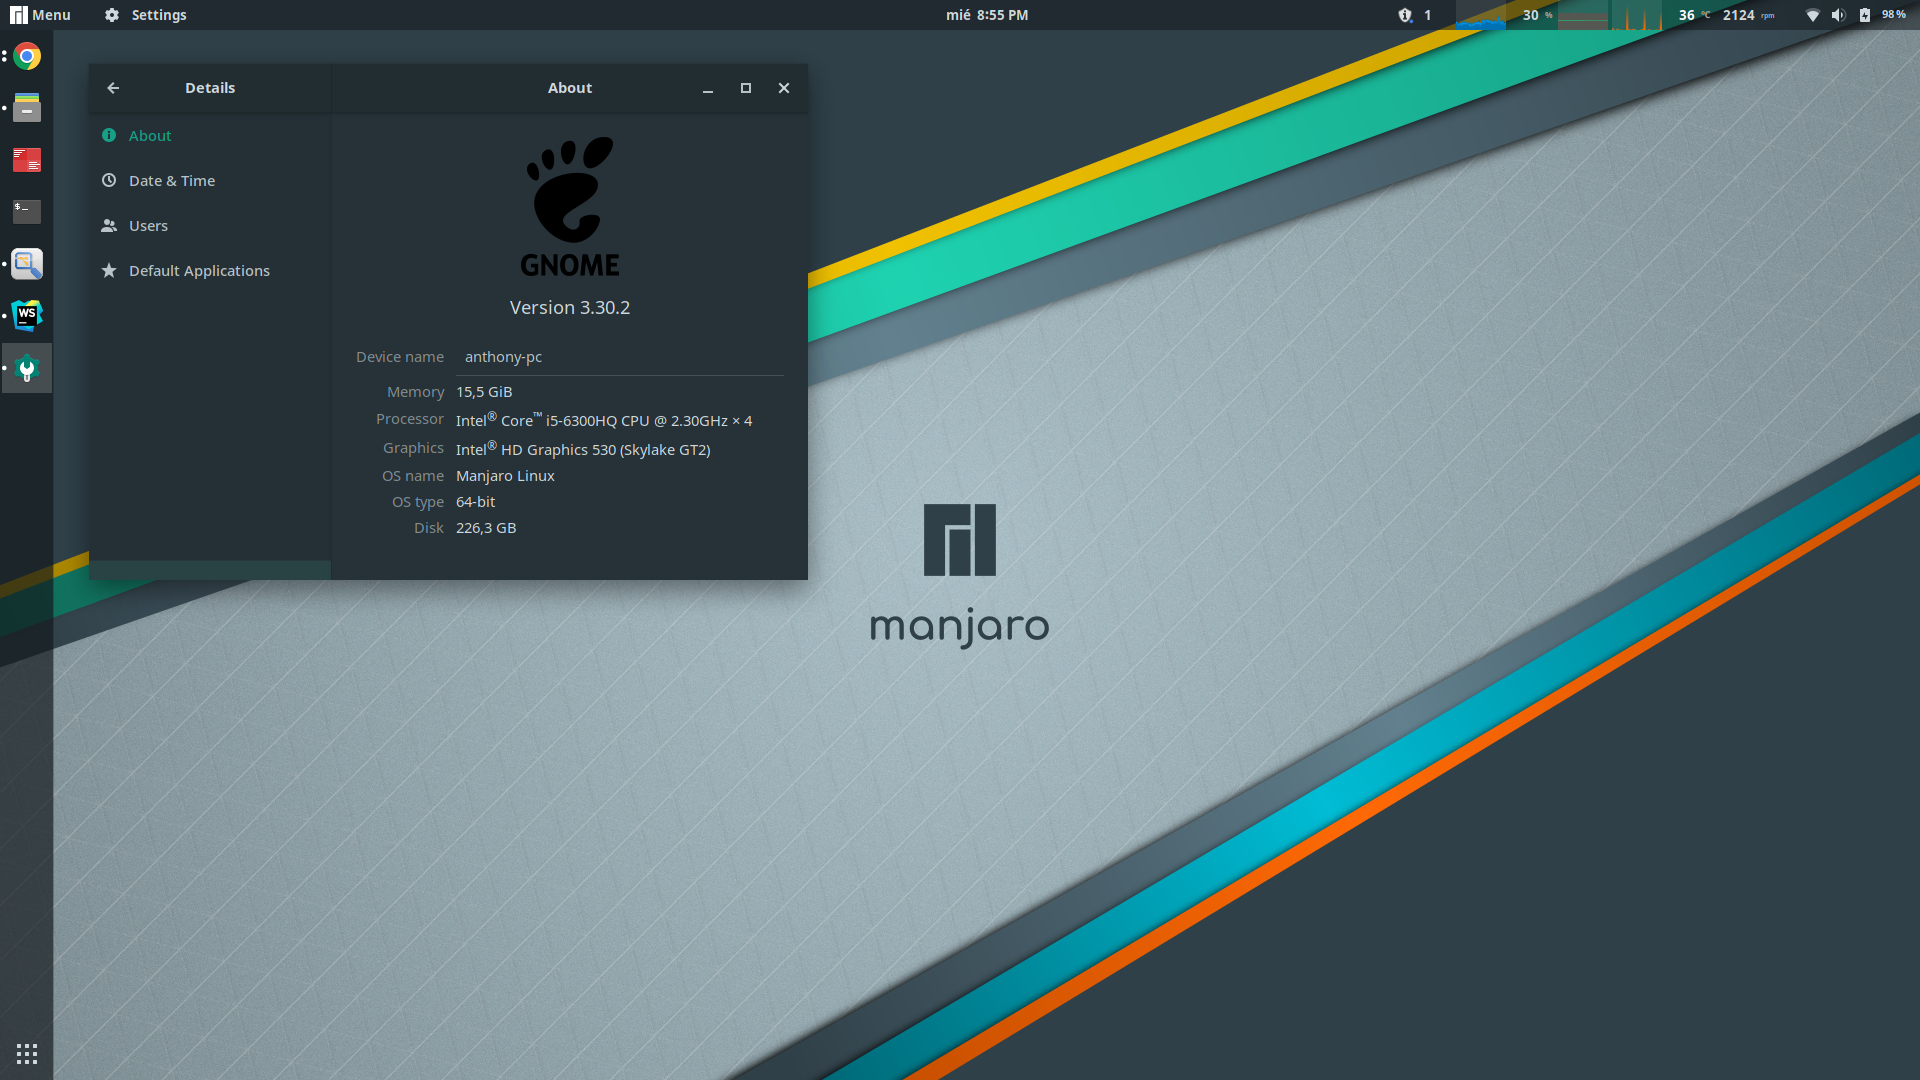 Menu Settings mié 8:55 PM 1 30 % 36 °C 2124 rpm 98 %
Details About
About
Date & Time
Users
Default Applications
GNOME
Version 3.30.2
Device name anthony-pc
Memory 15,5 GiB
Processor Intel® Core™ i5-6300HQ CPU @ 2.30GHz × 4
Graphics Intel® HD Graphics 530 (Skylake GT2)
OS name Manjaro Linux
OS type 64-bit
Disk 226,3 GB
$_
WS
manjaro